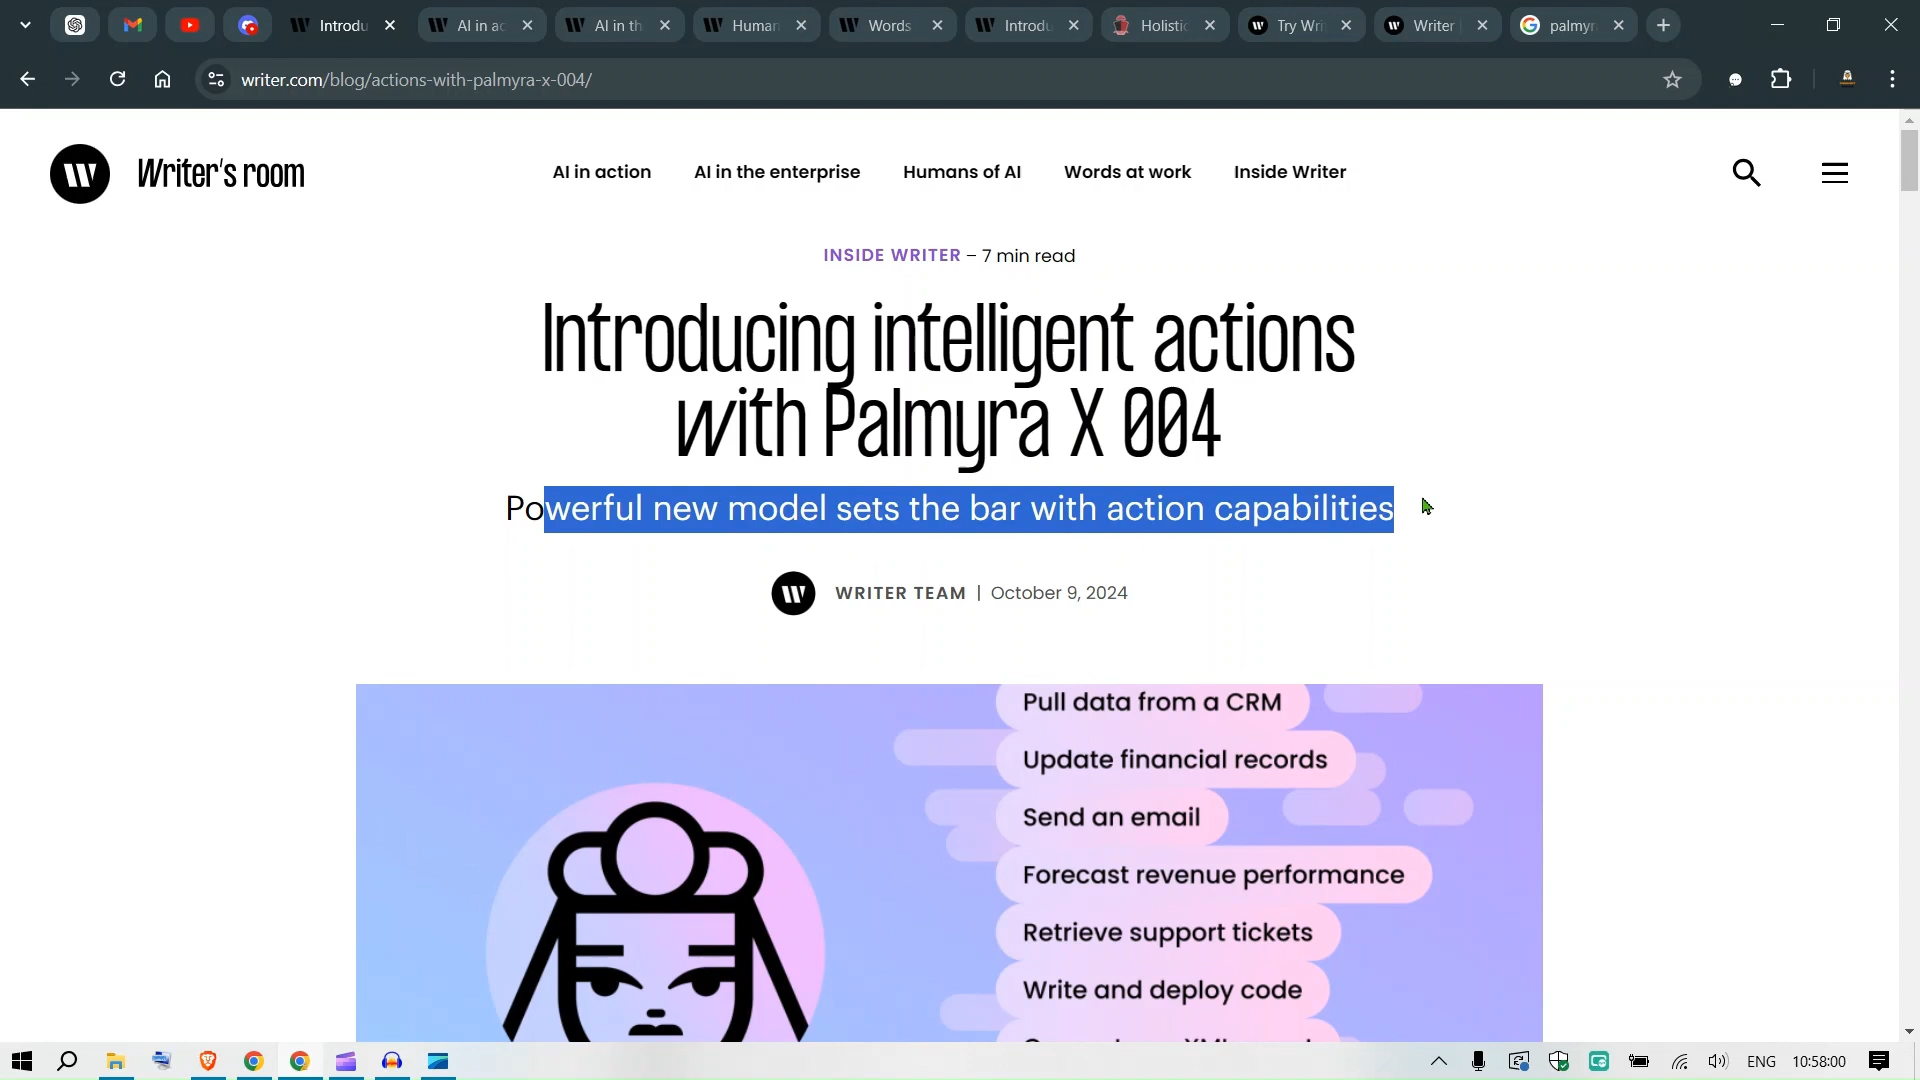 Introdu
AI in ac
AI in th
Human
Words
Introdu
Holistic
Try Wri
Writer |
palmyr
writer.com/blog/actions-with-palmyra-x-004/
Writer's room
AI in action
AI in the enterprise
Humans of AI
Words at work
Inside Writer
INSIDE WRITER – 7 min read
Introducing intelligent actions
with Palmyra X 004
Powerful new model sets the bar with action capabilities
WRITER TEAM | October 9, 2024
Pull data from a CRM
Update financial records
Send an email
Forecast revenue performance
Retrieve support tickets
Write and deploy code
ENG
10:58:00